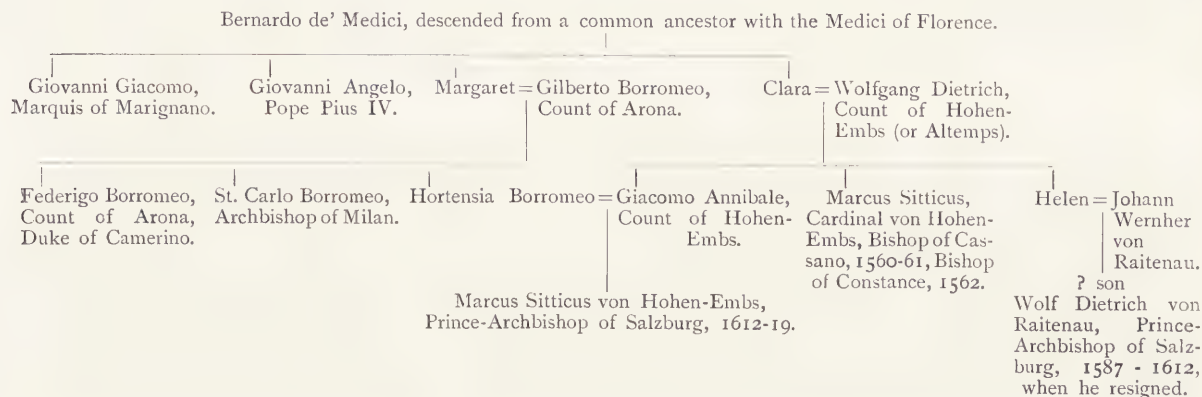 Bernardo de' Medici, descended from a common ancestor with the Medici of Florence.
Giovanni Giacomo,
Marquis of Marignano.
Giovanni Angelo,
Pope Pius IV.
Margaret = Gilberto Borromeo,
Count of Arona.
Clara = Wolfgang Dietrich,
Count of Hohen-
Embs (or Altemps).
Federigo Borromeo,
Count of Arona,
Duke of Camerino.
St. Carlo Borromeo,
Archbishop of Milan.
Hortensia Borromeo = Giacomo Annibale,
Count of Hohen-
Embs.
Marcus Sitticus,
Cardinal von Hohen-
Embs, Bishop of Cas-
sano, 1560-61, Bishop
of Constance, 1562.
Helen = Johann
Wernher
von
Raitenau.
Marcus Sitticus von Hohen-Embs,
Prince-Archbishop of Salzburg, 1612-19.
? son
Wolf Dietrich von
Raitenau, Prince-
Archbishop of Salz-
burg, 1587 - 1612,
when he resigned.